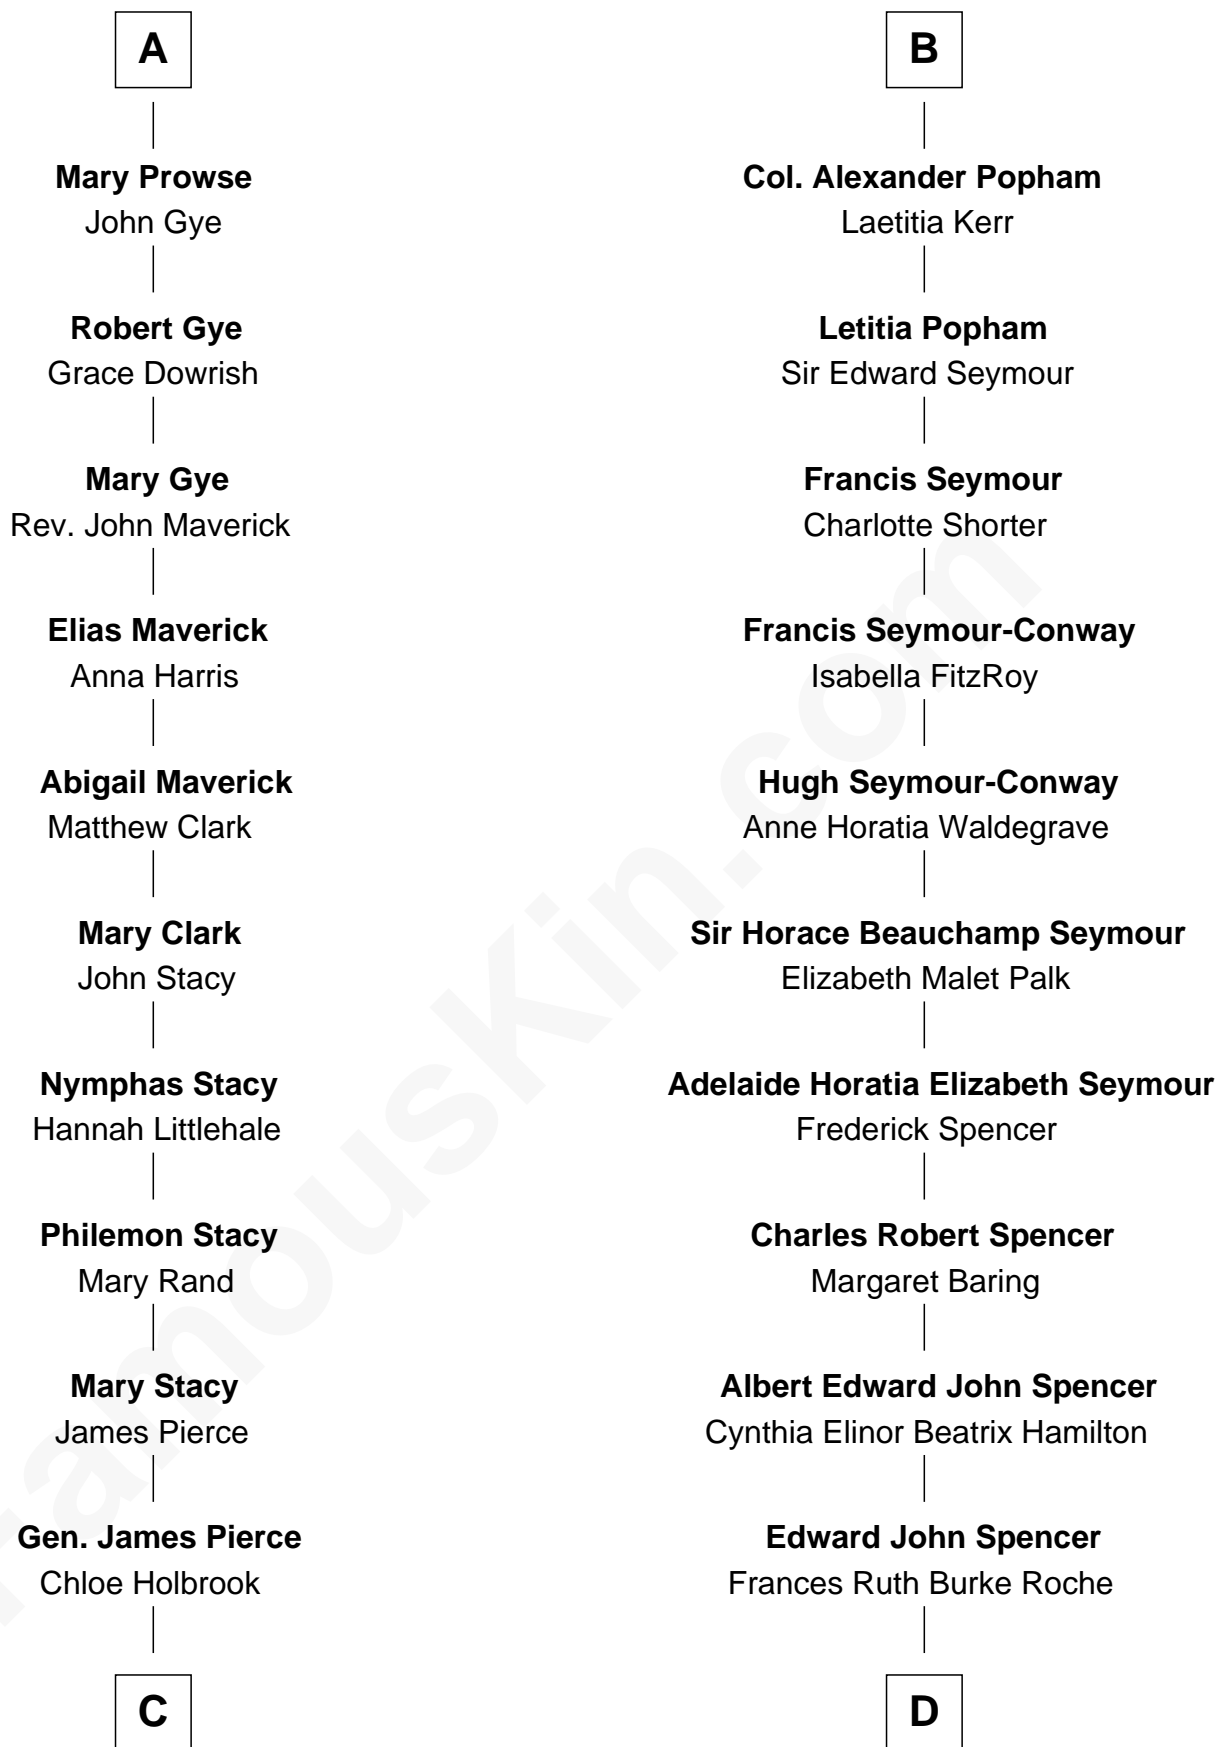 A
Mary Prowse
John Gye
Robert Gye
Grace Dowrish
Mary Gye
Rev. John Maverick
Elias Maverick
Anna Harris
Abigail Maverick
Matthew Clark
Mary Clark
John Stacy
Nymphas Stacy
Hannah Littlehale
Philemon Stacy
Mary Rand
Mary Stacy
James Pierce
Gen. James Pierce
Chloe Holbrook
C
B
Col. Alexander Popham
Laetitia Kerr
Letitia Popham
Sir Edward Seymour
Francis Seymour
Charlotte Shorter
Francis Seymour-Conway
Isabella FitzRoy
Hugh Seymour-Conway
Anne Horatia Waldegrave
Sir Horace Beauchamp Seymour
Elizabeth Malet Palk
Adelaide Horatia Elizabeth Seymour
Frederick Spencer
Charles Robert Spencer
Margaret Baring
Albert Edward John Spencer
Cynthia Elinor Beatrix Hamilton
Edward John Spencer
Frances Ruth Burke Roche
D
FamousKin.com